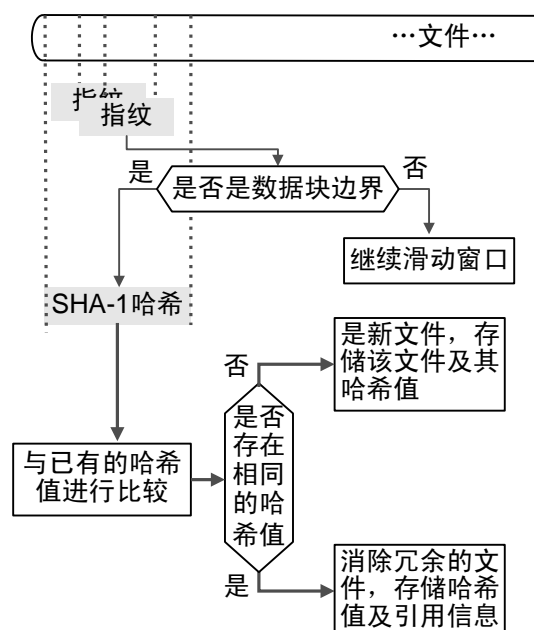 …文件…
指纹
指纹
是
是否是数据块边界
否
继续滑动窗口
SHA-1哈希
是新文件，存
储该文件及其
哈希值
否
是否
存在
相同
的哈
希值
与已有的哈希
值进行比较
是
消除冗余的文
件，存储哈希
值及引用信息